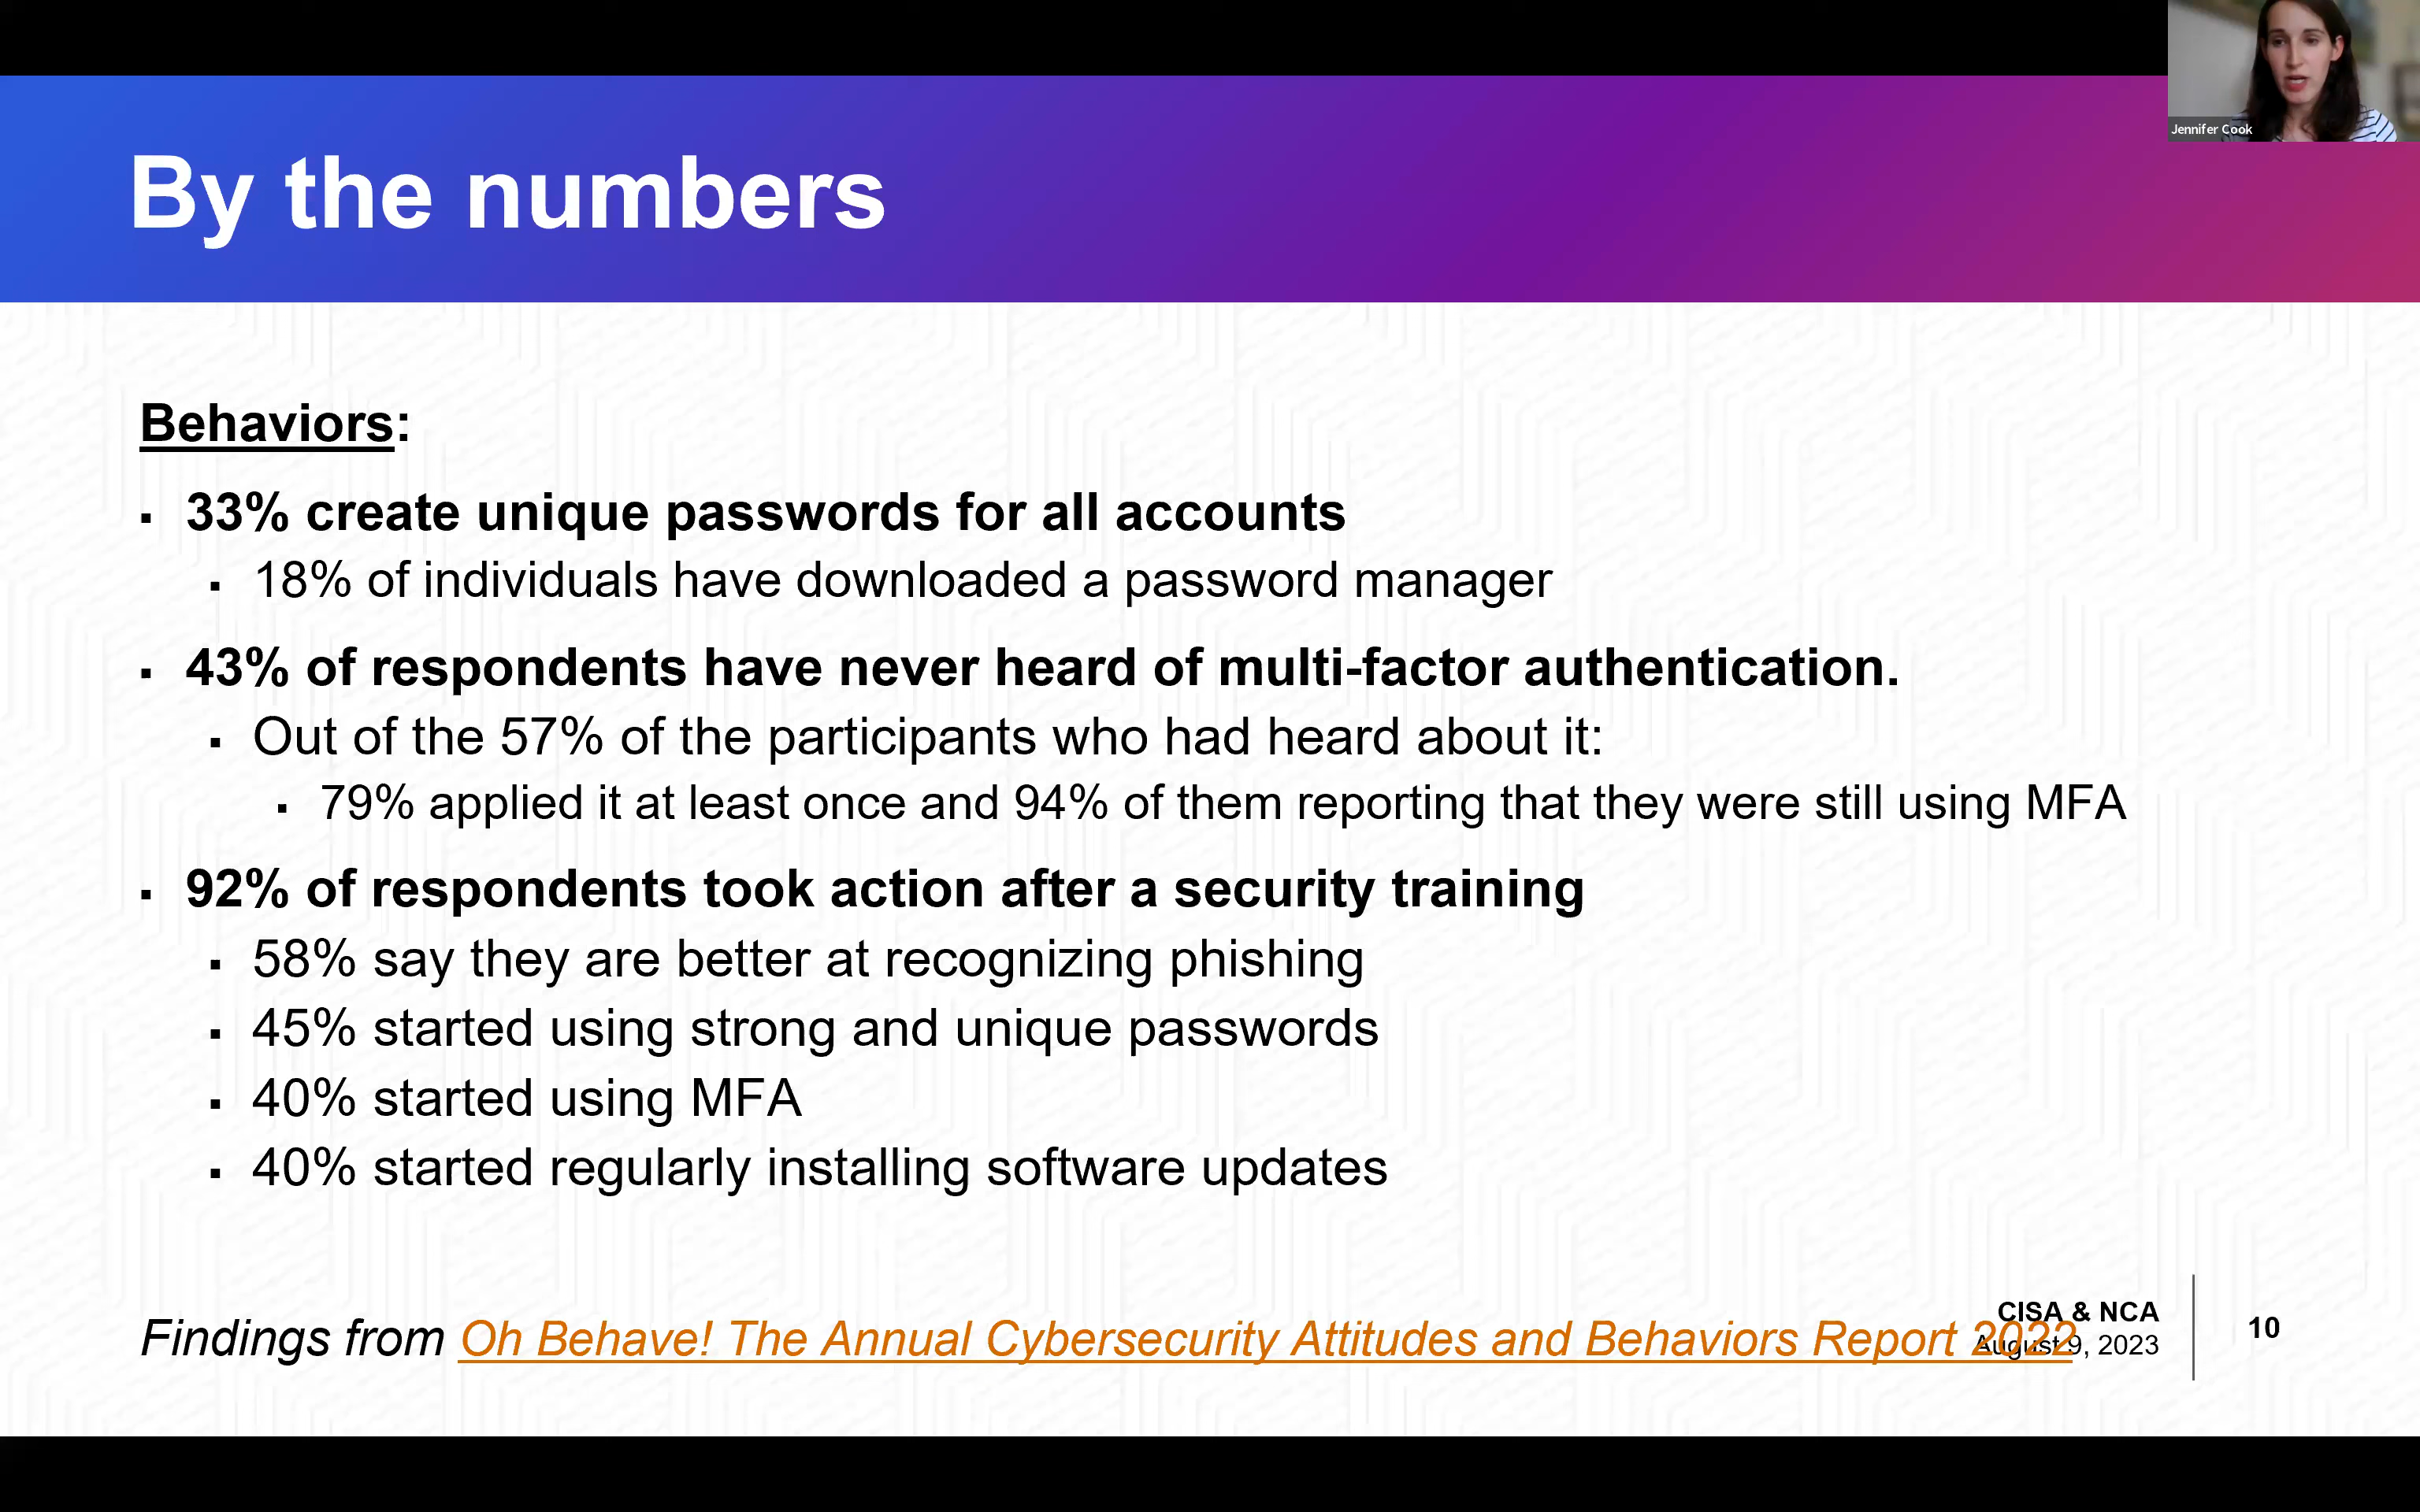 Jennifer Cook
By the numbers
Behaviors:
▪ 33% create unique passwords for all accounts
▪ 18% of individuals have downloaded a password manager
▪ 43% of respondents have never heard of multi-factor authentication.
▪ Out of the 57% of the participants who had heard about it:
▪ 79% applied it at least once and 94% of them reporting that they were still using MFA
▪ 92% of respondents took action after a security training
▪ 58% say they are better at recognizing phishing
▪ 45% started using strong and unique passwords
▪ 40% started using MFA
▪ 40% started regularly installing software updates
Findings from Oh Behave! The Annual Cybersecurity Attitudes and Behaviors Report 2022
CISA & NCA
August 9, 2023
10